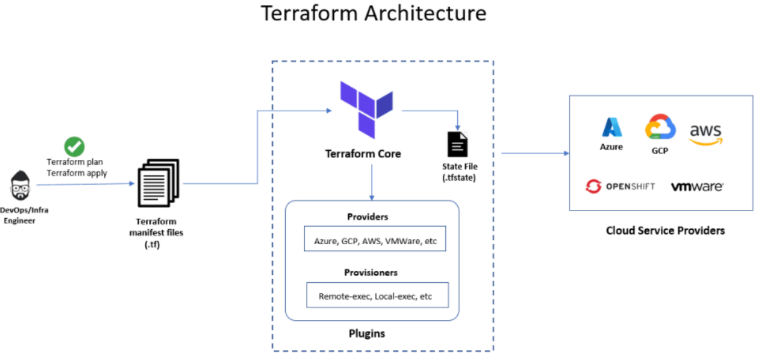 Terraform Architecture
Terraform plan
Terraform apply
DevOps/Infra
Engineer
Terraform
manifest files
(.tf)
Terraform Core
State File
(.tfstate)
Providers
Azure, GCP, AWS, VMWare, etc
Provisioners
Remote-exec, Local-exec, etc
Plugins
Azure
GCP
aws
OPENSHIFT
vmware
Cloud Service Providers